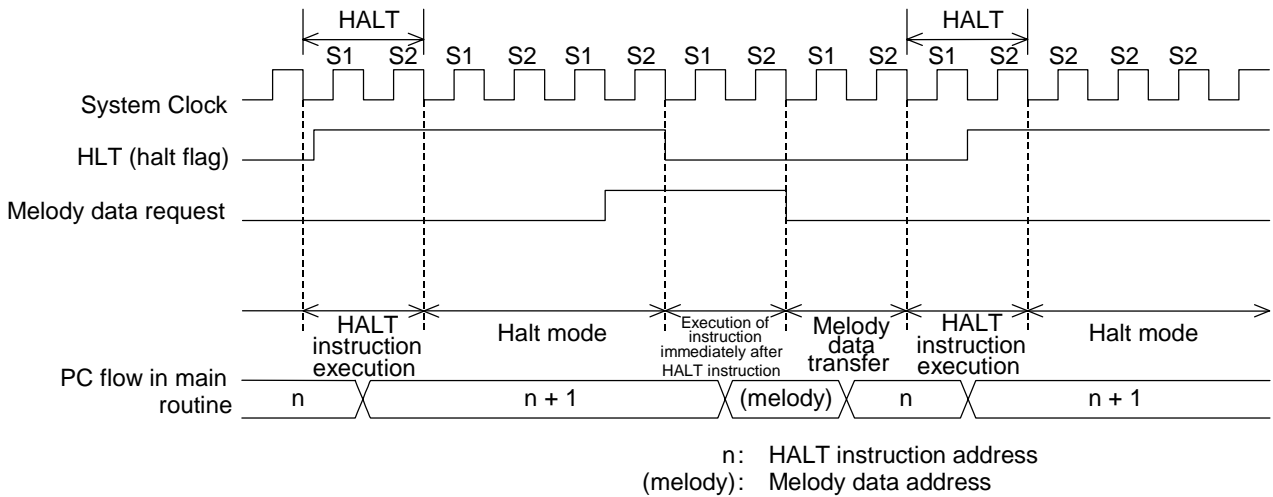 HALT HALT
S1 S2 S1 S2 S1 S2 S1 S2 S1 S2 S1 S2 S2 S2 S2
System Clock
HLT (halt flag)
Melody data request
HALT
instruction
execution
Halt mode
Execution of
instruction
immediately after
HALT instruction
Melody
data
transfer
HALT
instruction
execution
Halt mode
PC flow in main
routine
n n + 1 (melody) n n + 1
n: HALT instruction address
(melody): Melody data address